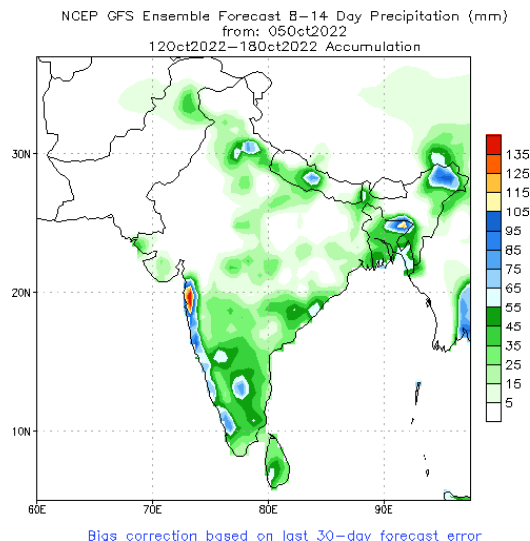 NCEP GFS Ensemble Forecast 8-14 Day Precipitation (mm)
from: 05Oct2022
12Oct2022-18Oct2022 Accumulation
30N
20N
10N
60E
70E
80E
90E
135
125
115
105
95
85
75
65
55
45
35
25
15
5
Bias correction based on last 30-day forecast error